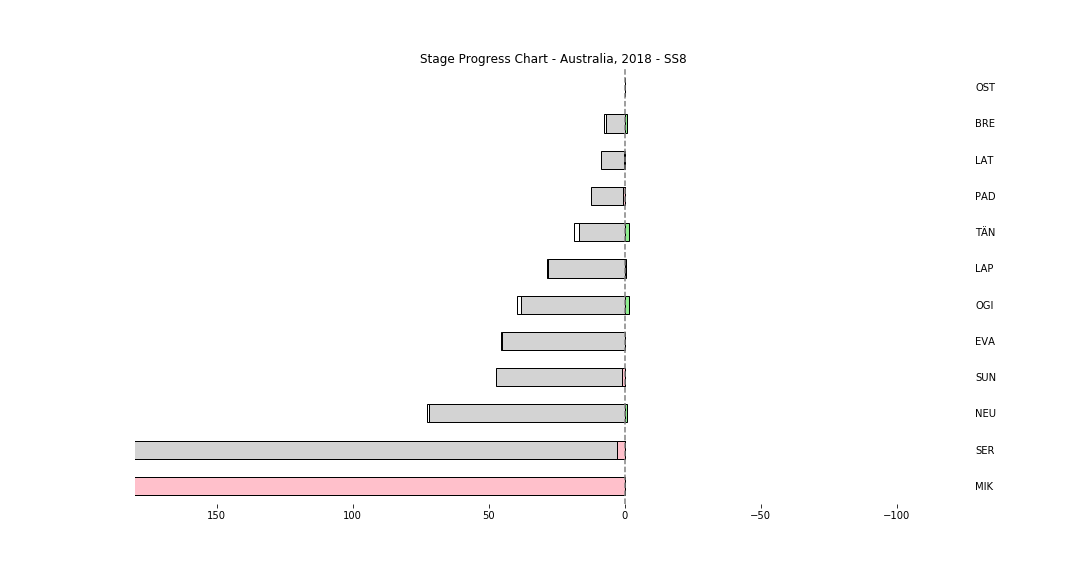 Stage Progress Chart - Australia, 2018 - SS8
OST
BRE
LAT
PAD
TÄN
LAP
OGI
EVA
SUN
NEU
SER
MIK
150 100 50 0 −50 −100